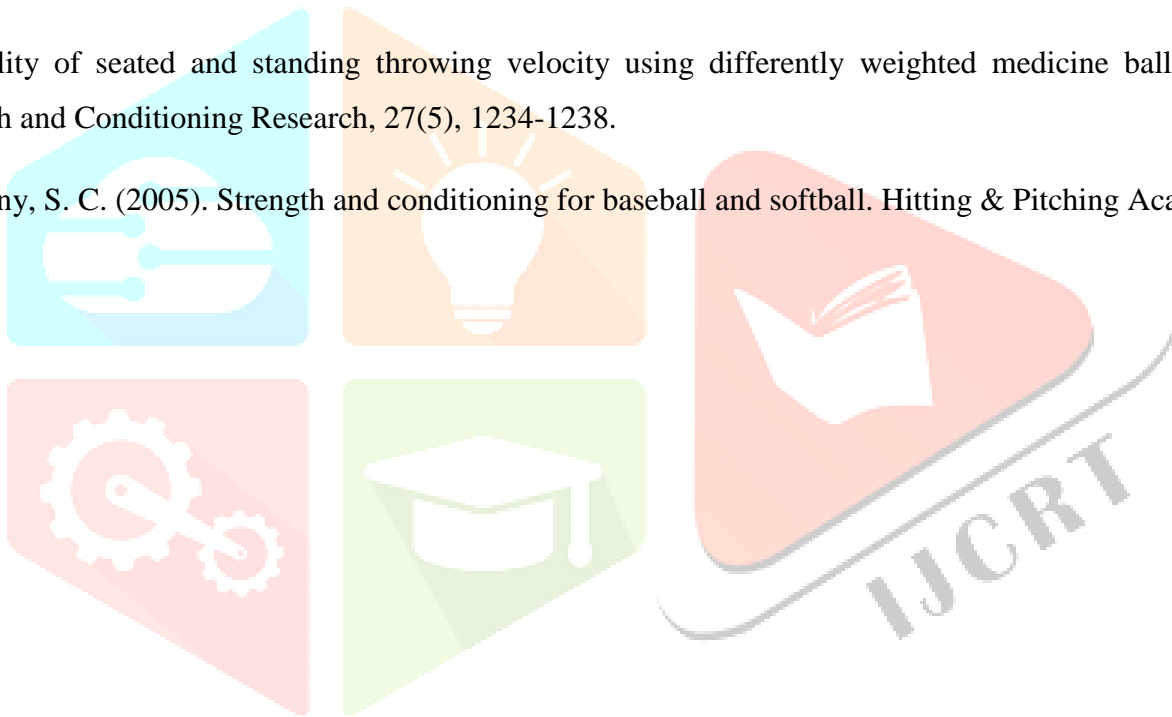 lity of seated and standing throwing velocity using differently weighted medicine ball
h and Conditioning Research, 27(5), 1234-1238.
ny, S. C. (2005). Strength and conditioning for baseball and softball. Hitting & Pitching Aca
IJCRT